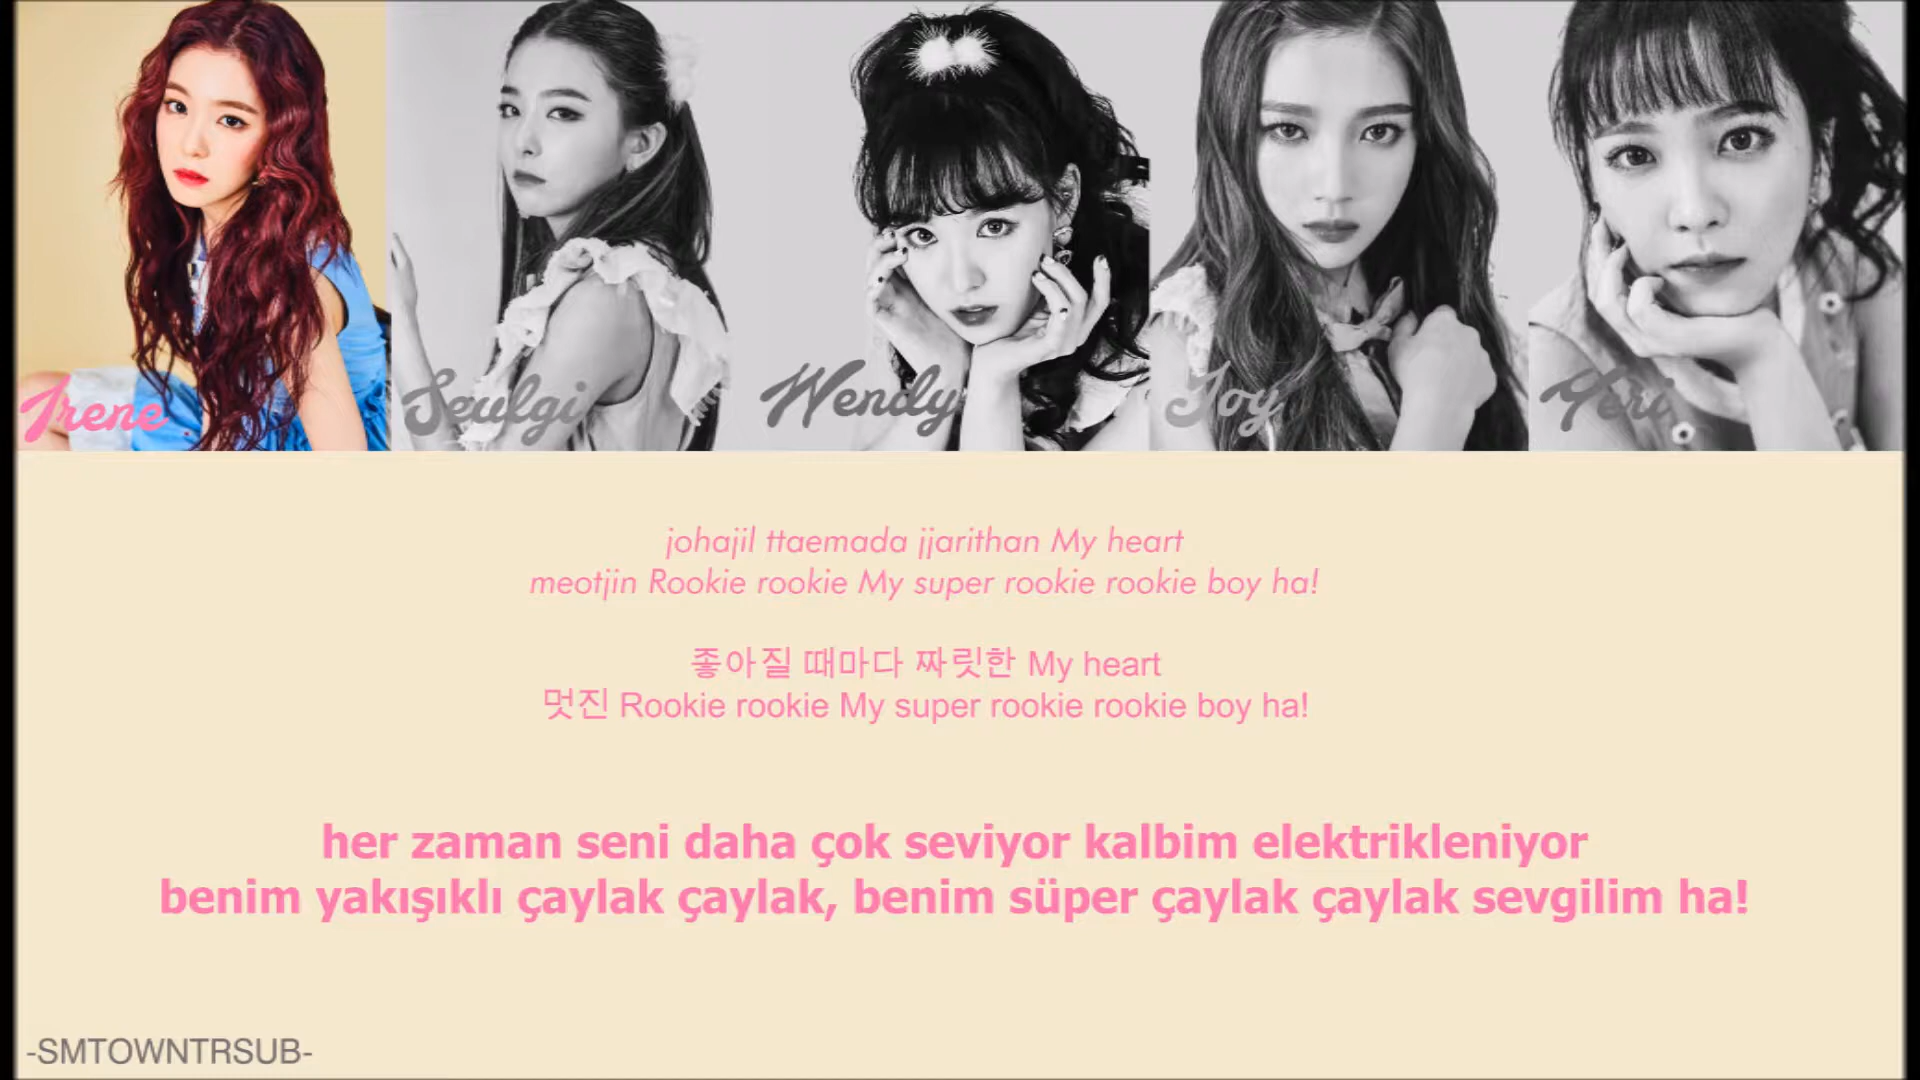 Irene
Seulgi
Wendy
Joy
Yeri
johajil ttaemada jjarithan My heart
meotjin Rookie rookie My super rookie rookie boy ha!
좋아질 때마다 짜릿한 My heart
멋진 Rookie rookie My super rookie rookie boy ha!
her zaman seni daha çok seviyor kalbim elektrikleniyor
benim yakışıklı çaylak çaylak, benim süper çaylak çaylak sevgilim ha!
-SMTOWNTRSUB-